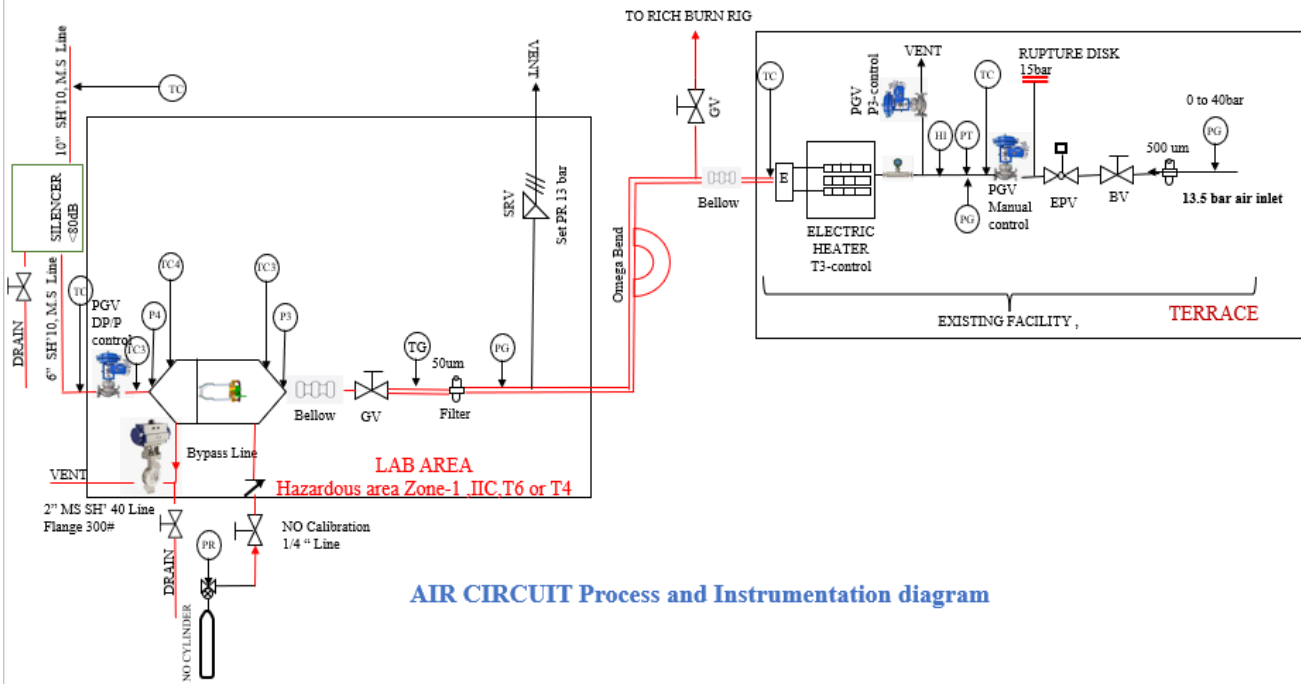 TO RICH BURN RIG
10" SH'10, M.S Line
TC
VENT
GV
TC
PGV
P3-control
VENT
TC
RUPTURE DISK
15bar
0 to 40bar
PG
HI
PT
500 um
SILENCER
<80dB
SRV
Set PR 13 bar
Bellow
E
PG
PGV
Manual
control
EPV
BV
13.5 bar air inlet
ELECTRIC
HEATER
T3-control
Omega Bend
EXISTING FACILITY ,
TERRACE
DRAIN
6" SH'10, M.S Line
TC
PGV
DP/P
control
TC3
P4
TC4
TC3
P3
TG
50um
PG
Bellow
GV
Filter
Bypass Line
VENT
LAB AREA
Hazardous area Zone-1 ,IIC,T6 or T4
2" MS SH' 40 Line
Flange 300#
NO Calibration
1/4 " Line
DRAIN
PR
NO CYLINDER
AIR CIRCUIT Process and Instrumentation diagram